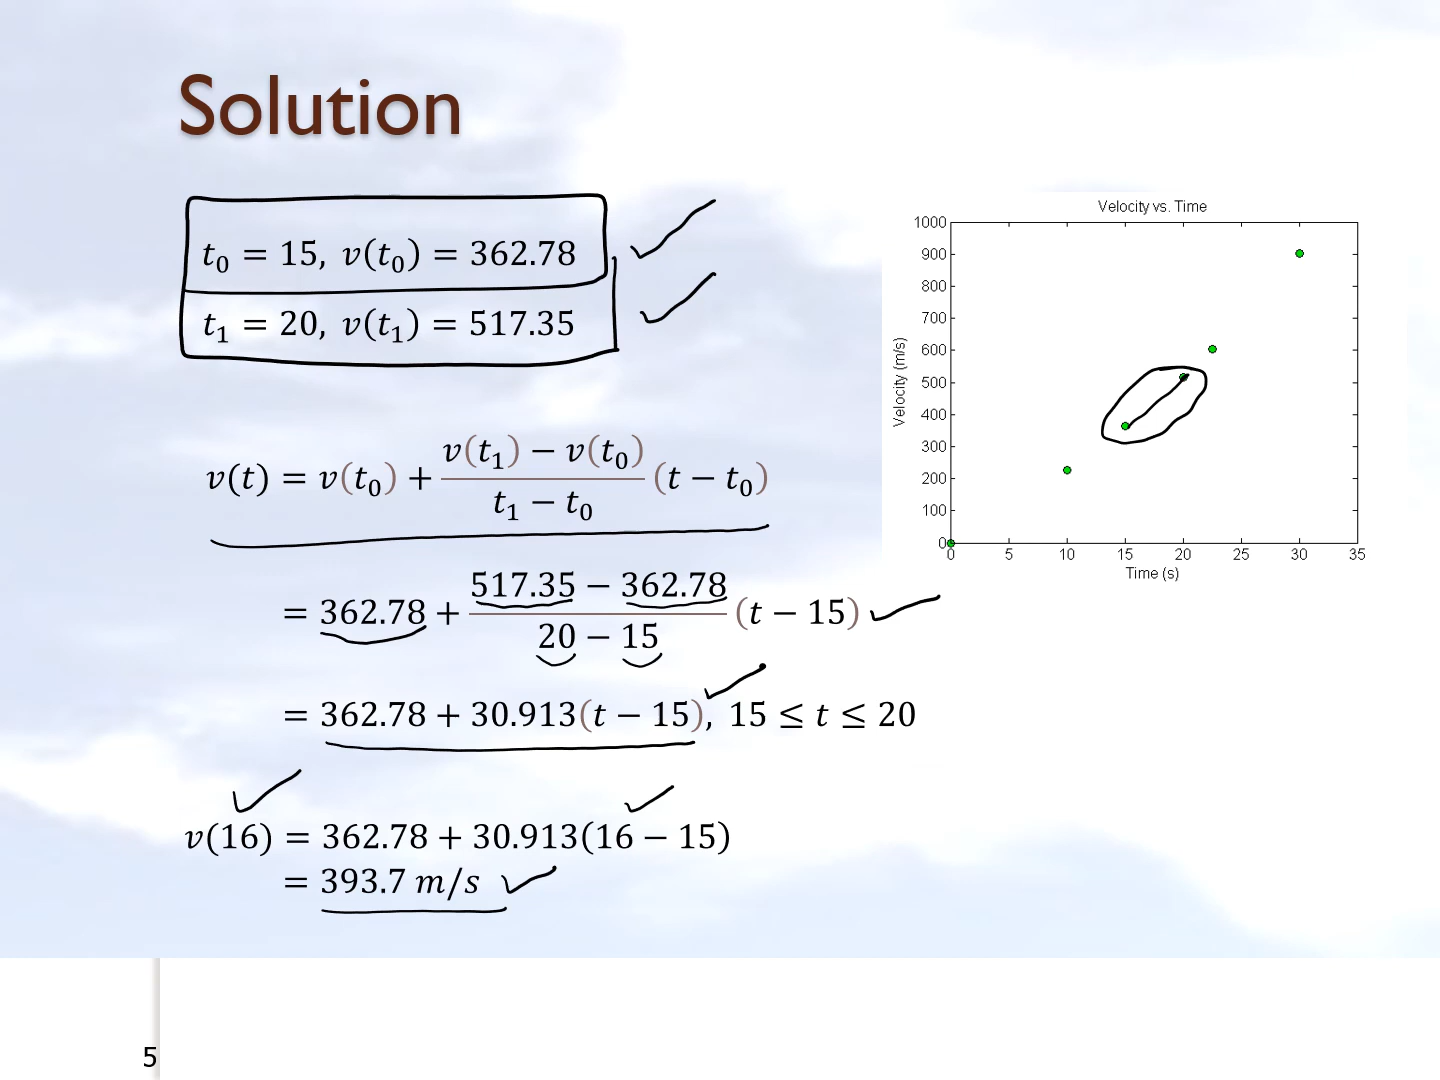 Solution
t₀ = 15, v(t₀) = 362.78
t₁ = 20, v(t₁) = 517.35
v(t) = v(t₀) + (v(t₁) − v(t₀))/(t₁ − t₀) (t − t₀)
= 362.78 + (517.35 − 362.78)/(20 − 15) (t − 15)
= 362.78 + 30.913(t − 15), 15 ≤ t ≤ 20
v(16) = 362.78 + 30.913(16 − 15)
= 393.7 m/s
Velocity vs. Time
1000
900
800
700
600
500
400
300
200
100
0
Velocity (m/s)
0 5 10 15 20 25 30 35
Time (s)
5